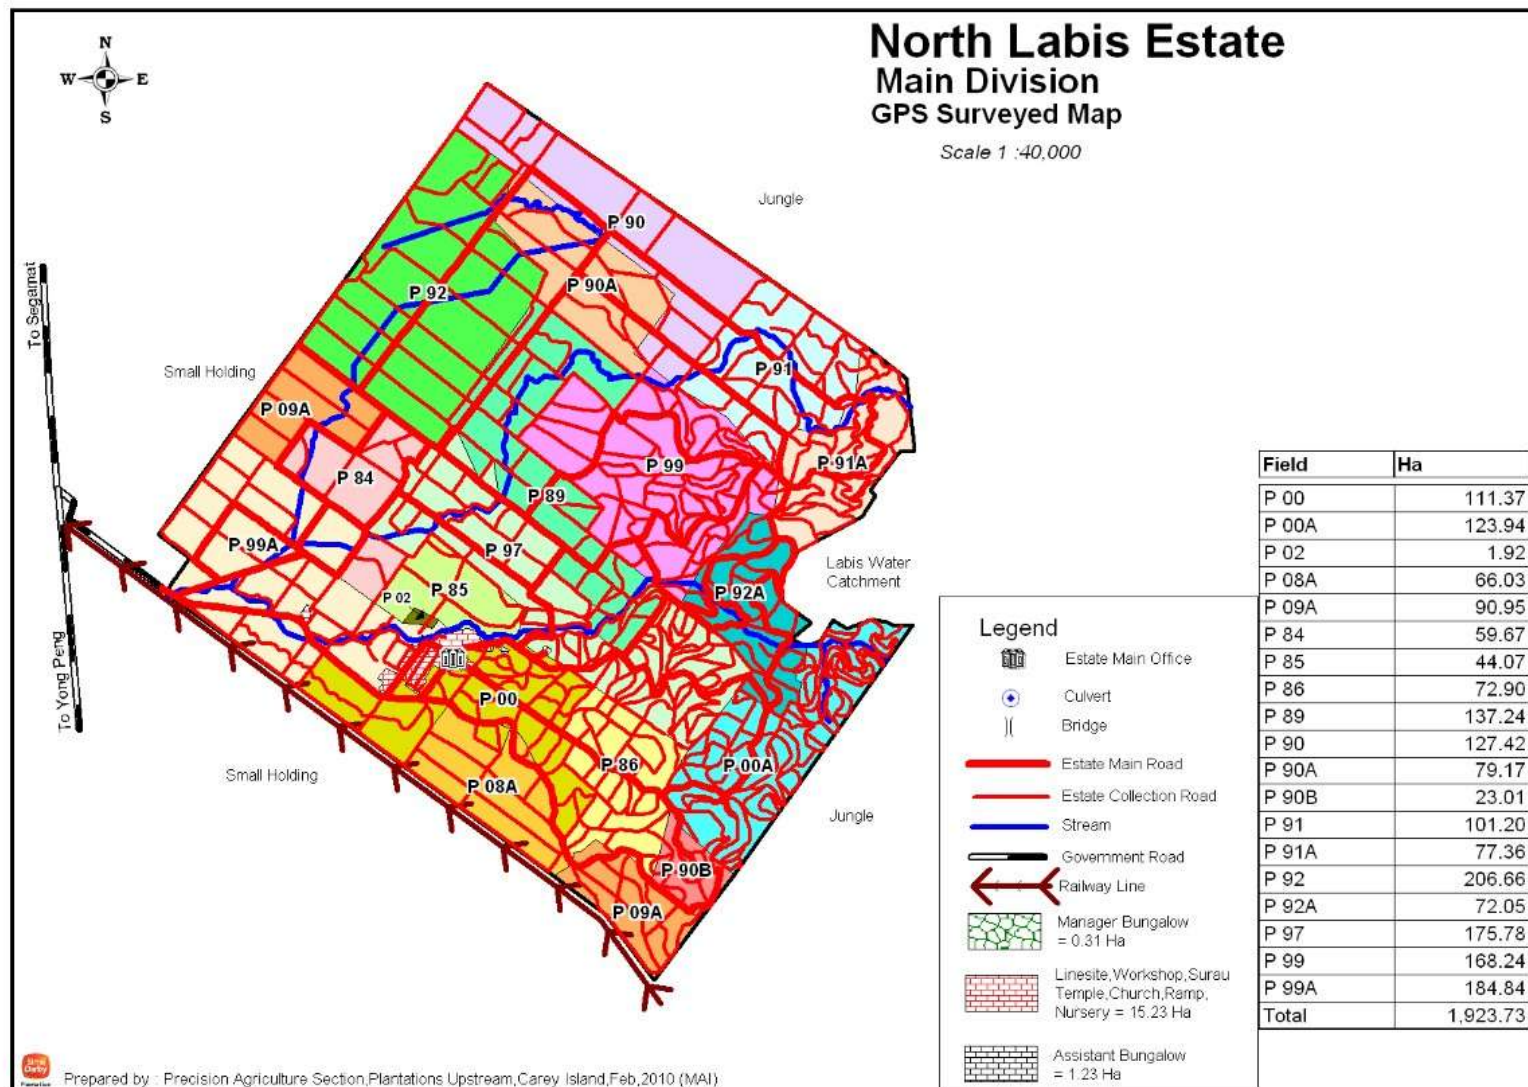 North Labis Estate
Main Division
GPS Surveyed Map
Scale 1 :40,000
N
W E
S
Jungle
To Segamat
To Yong Peng
Small Holding
P 90
P 90A
P 92
P 91
P 09A
P 99
P 91A
P 84
P 89
P 99A
P 97
Labis Water
Catchment
P 92A
P 85
P 02
P 00
P 86
P 00A
P 08A
Small Holding
Jungle
P 90B
P 09A
Legend
Estate Main Office
Culvert
Bridge
Estate Main Road
Estate Collection Road
Stream
Government Road
Railway Line
Manager Bungalow
= 0.31 Ha
Linesite,Workshop,Surau
Temple,Church,Ramp,
Nursery = 15.23 Ha
Assistant Bungalow
= 1.23 Ha
Field Ha
P 00 111.37
P 00A 123.94
P 02 1.92
P 08A 66.03
P 09A 90.95
P 84 59.67
P 85 44.07
P 86 72.90
P 89 137.24
P 90 127.42
P 90A 79.17
P 90B 23.01
P 91 101.20
P 91A 77.36
P 92 206.66
P 92A 72.05
P 97 175.78
P 99 168.24
P 99A 184.84
Total 1,923.73
Sime
Darby
Plantation
Prepared by : Precision Agriculture Section,Plantations Upstream,Carey Island,Feb,2010 (MAI)